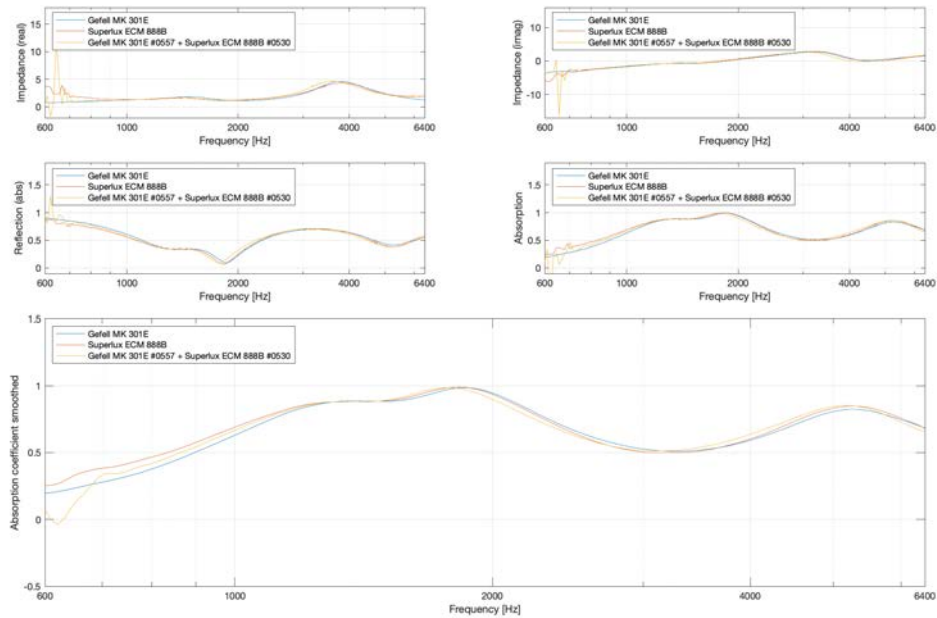 Impedance (real)
15
10
5
0
Gefell MK 301E
Superlux ECM 888B
Gefell MK 301E #0557 + Superlux ECM 888B #0530
600
1000
2000
4000
6400
Frequency [Hz]
Impedance (imag)
10
0
-10
Gefell MK 301E
Superlux ECM 888B
Gefell MK 301E #0557 + Superlux ECM 888B #0530
600
1000
2000
4000
6400
Frequency [Hz]
Reflection (abs)
1.5
1
0.5
0
Gefell MK 301E
Superlux ECM 888B
Gefell MK 301E #0557 + Superlux ECM 888B #0530
600
1000
2000
4000
6400
Frequency [Hz]
Absorption
1.5
1
0.5
0
Gefell MK 301E
Superlux ECM 888B
Gefell MK 301E #0557 + Superlux ECM 888B #0530
600
1000
2000
4000
6400
Frequency [Hz]
Absorption coefficient smoothed
1.5
1
0.5
0
-0.5
Gefell MK 301E
Superlux ECM 888B
Gefell MK 301E #0557 + Superlux ECM 888B #0530
600
1000
2000
4000
6400
Frequency [Hz]